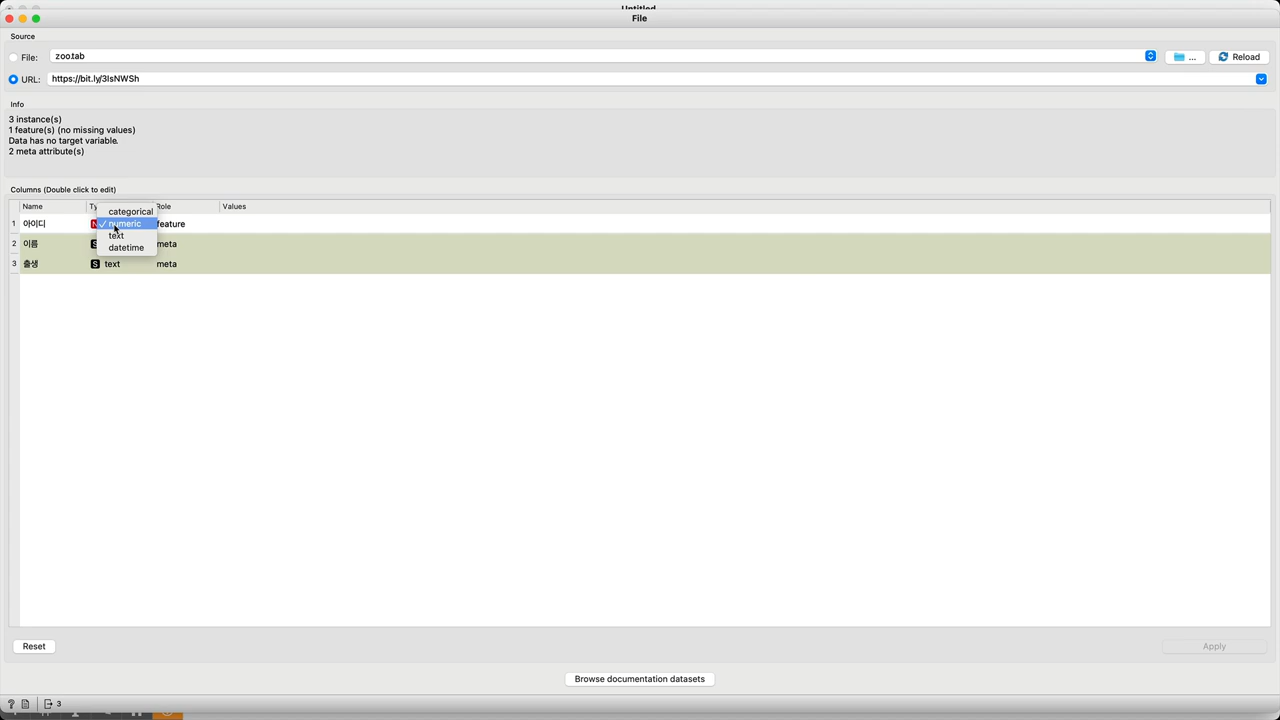 Untitled
File
Source
File: zoo.tab ... Reload
URL: https://bit.ly/3IsNWSh
Info
3 instance(s)
1 feature(s) (no missing values)
Data has no target variable.
2 meta attribute(s)
Columns (Double click to edit)
Name Ty Role Values
categorical
1 아이디 N ✓ numeric feature
text
2 이름 S meta
datetime
3 출생 S text meta
Reset Apply
Browse documentation datasets
? 3